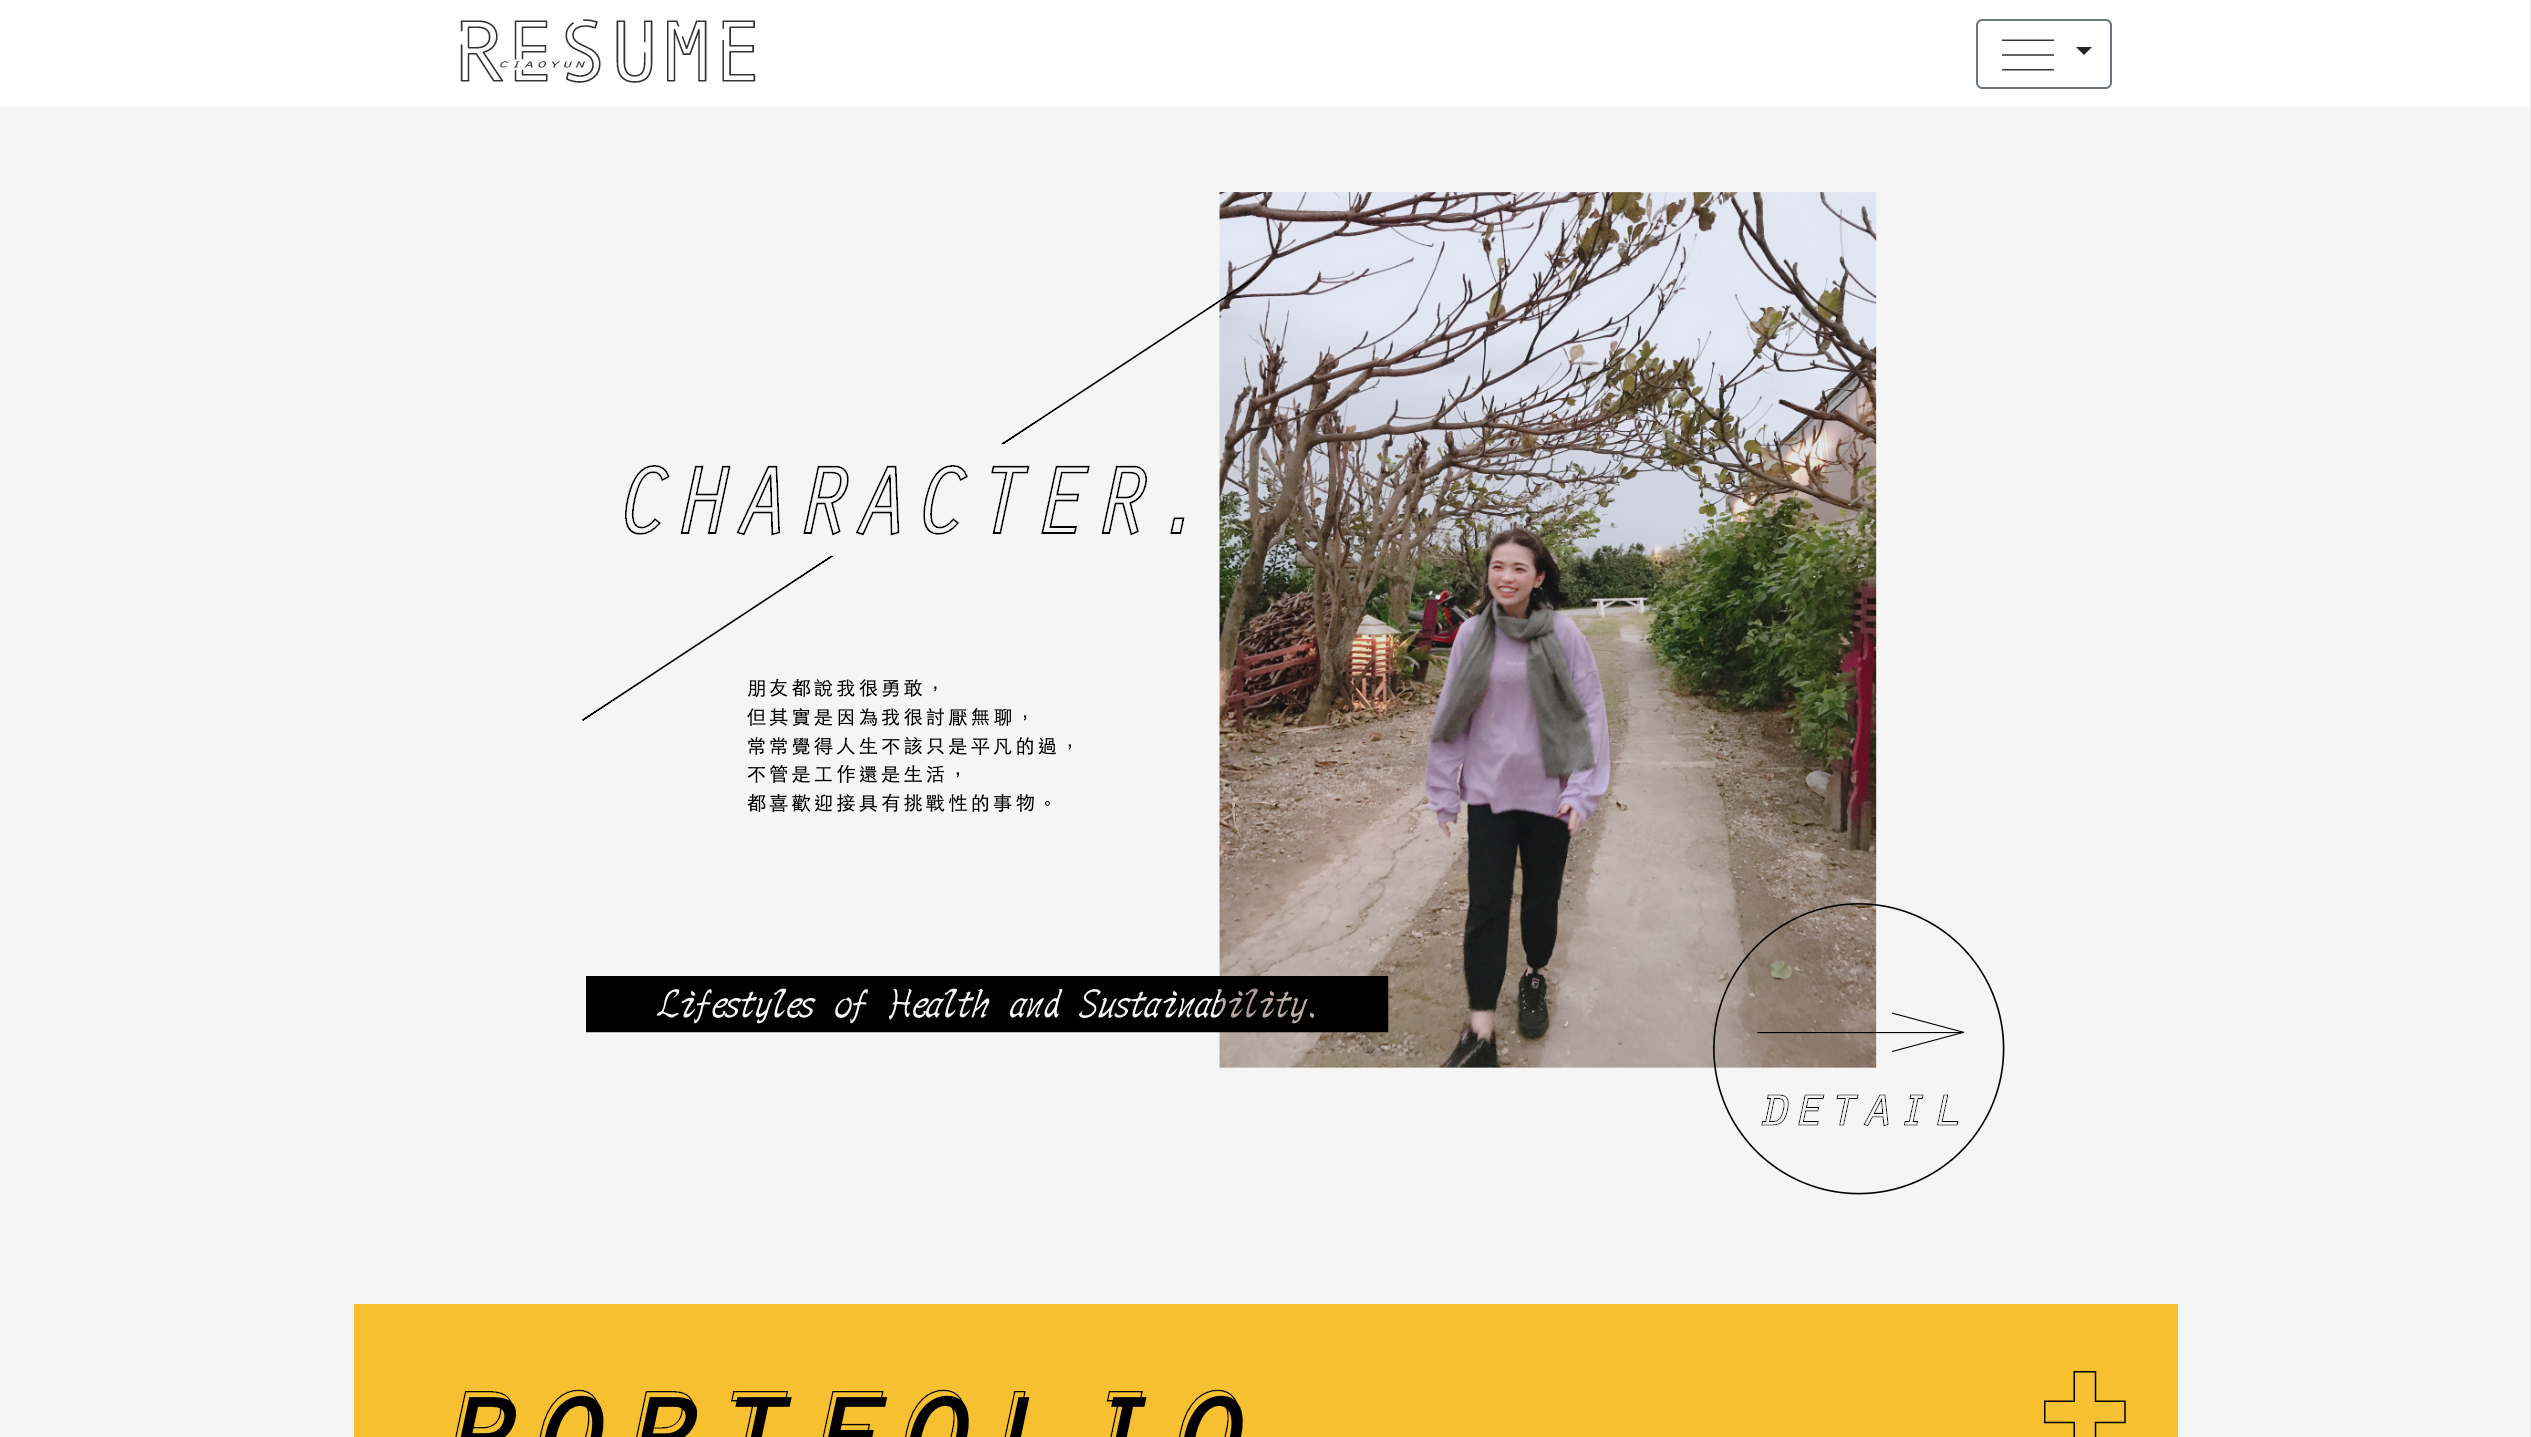 RESUME
CIAOYUN
CHARACTER.
朋友都說我很勇敢，
但其實是因為我很討厭無聊，
常常覺得人生不該只是平凡的過，
不管是工作還是生活，
都喜歡迎接具有挑戰性的事物。
Lifestyles of Health and Sustainability.
DETAIL
PORTFOLIO